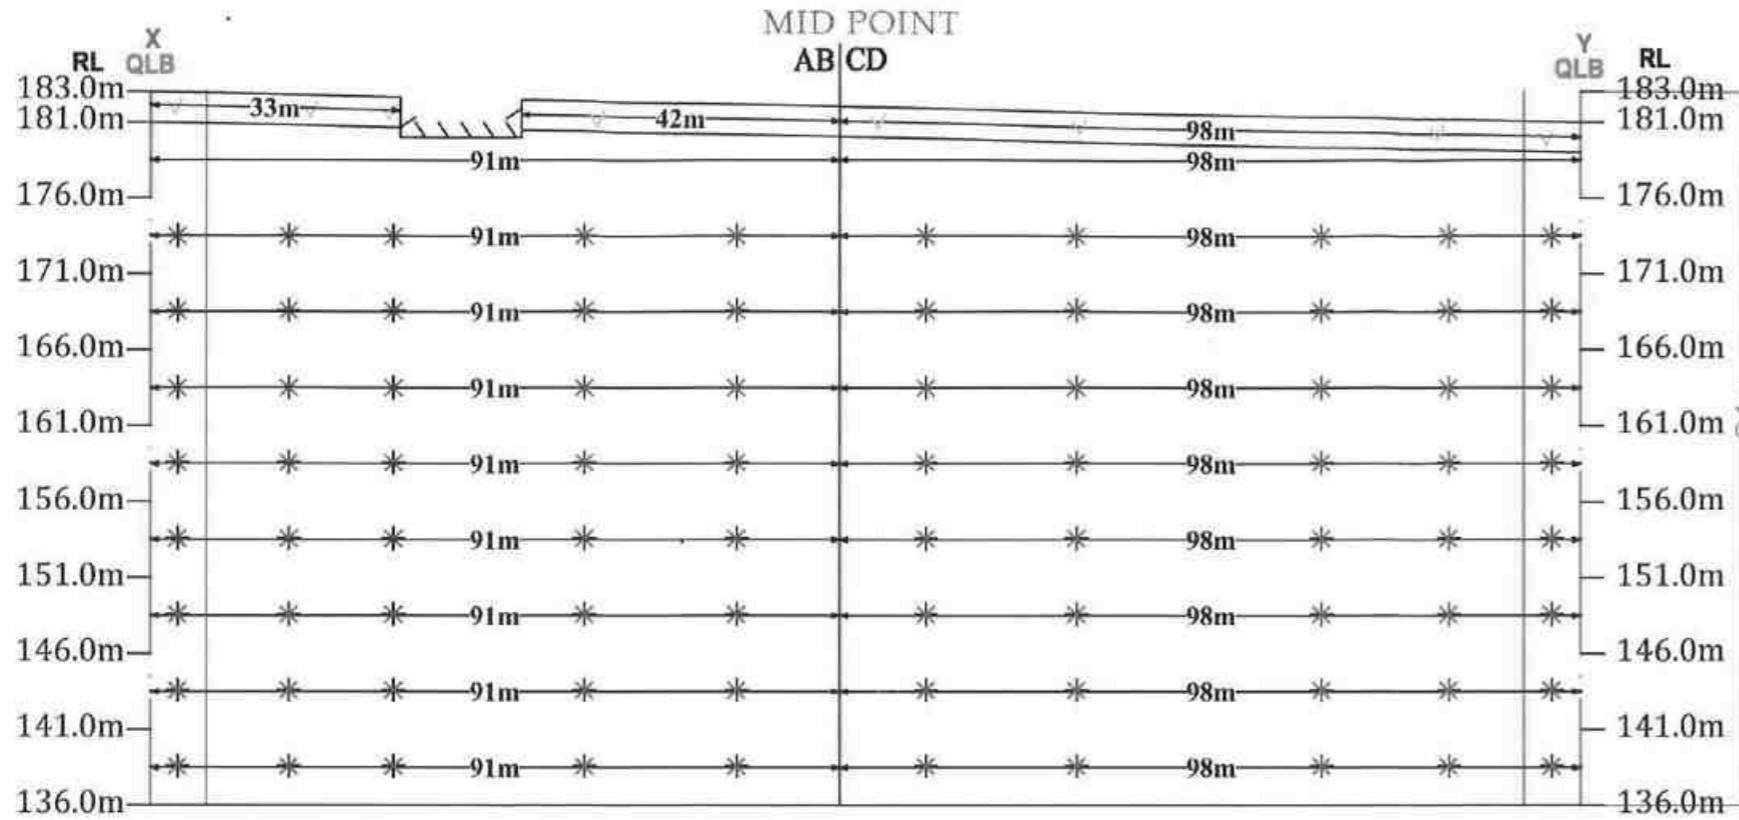 MID POINT
X Y
RL QLB AB CD QLB RL
183.0m 183.0m
33m
181.0m 42m 98m 181.0m
91m 98m
176.0m 176.0m
91m 98m
171.0m 171.0m
91m 98m
166.0m 166.0m
91m 98m
161.0m 161.0m
91m 98m
156.0m 156.0m
91m 98m
151.0m 151.0m
91m 98m
146.0m 146.0m
91m 98m
141.0m 141.0m
91m 98m
136.0m 136.0m